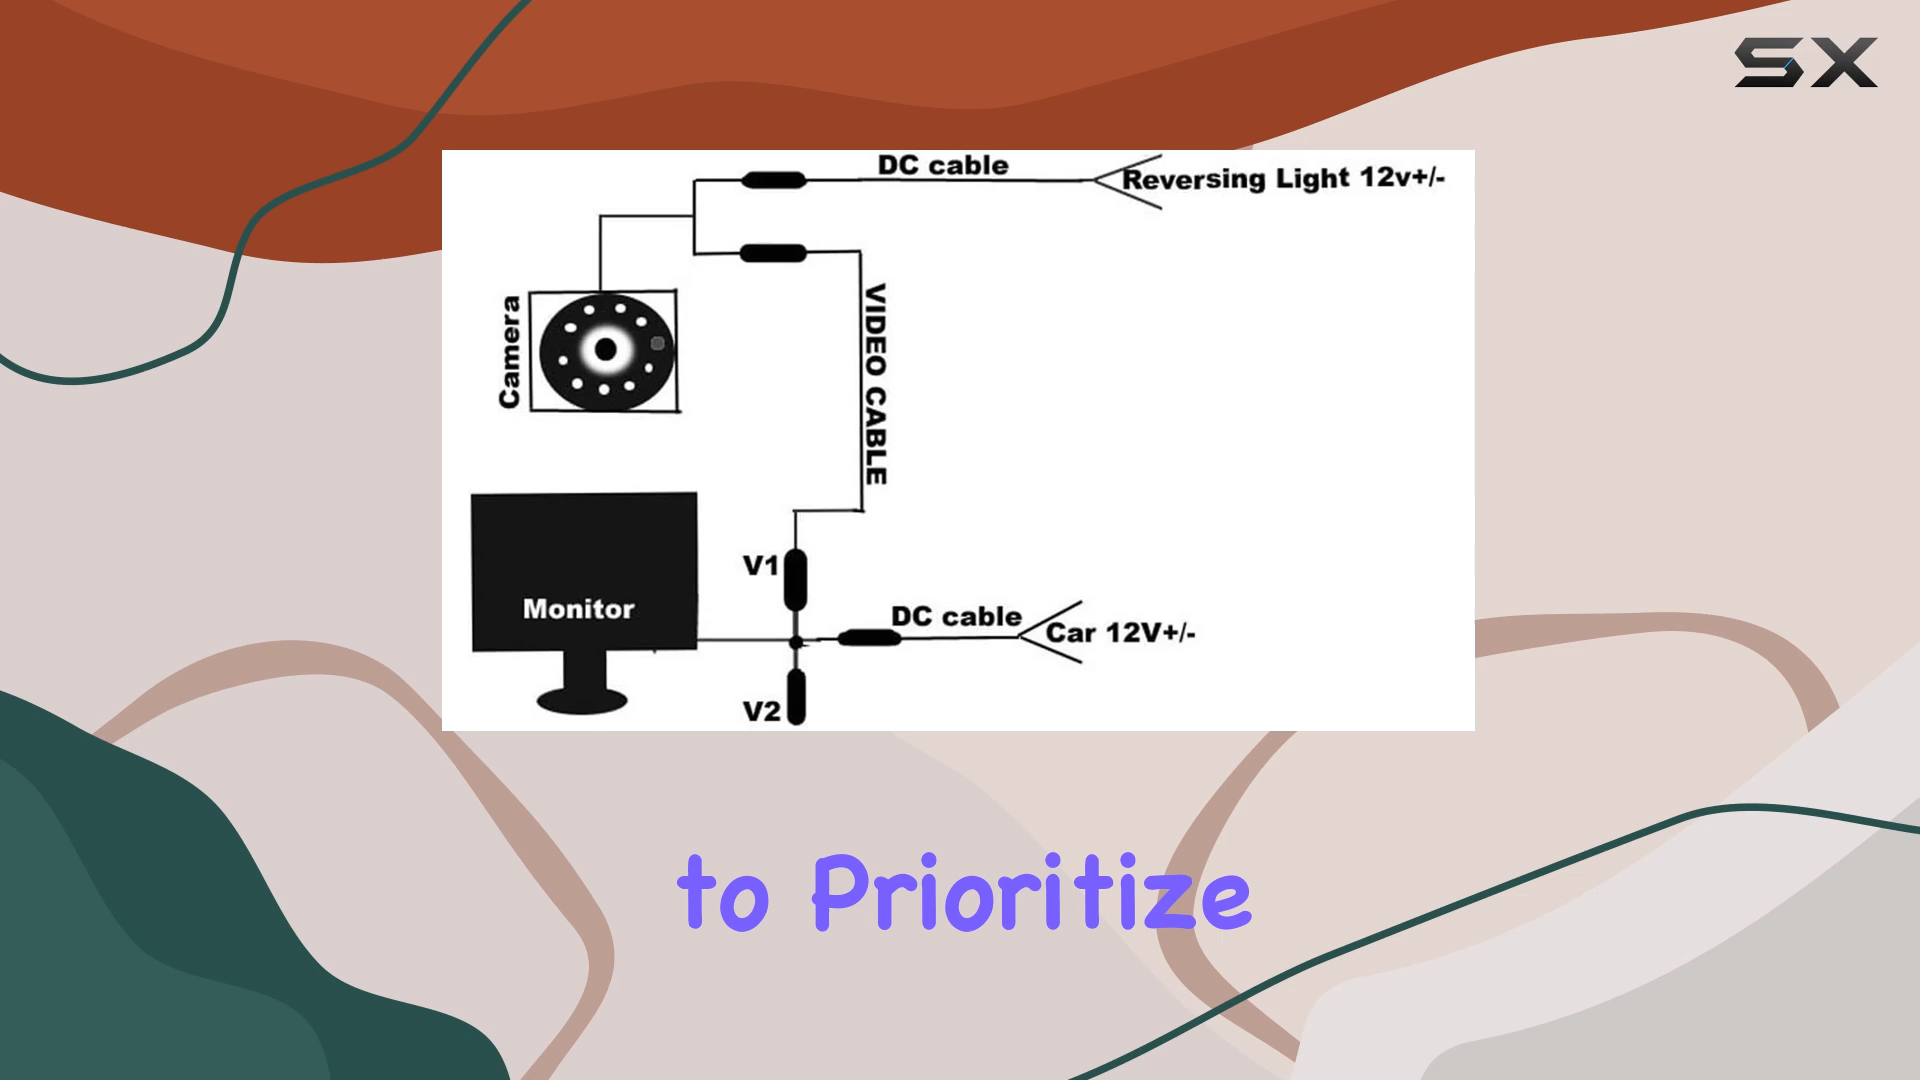 SX
DC cable
Reversing Light 12v+/-
Camera
VIDEO CABLE
Monitor
V1
DC cable
Car 12V+/-
V2
to Prioritize